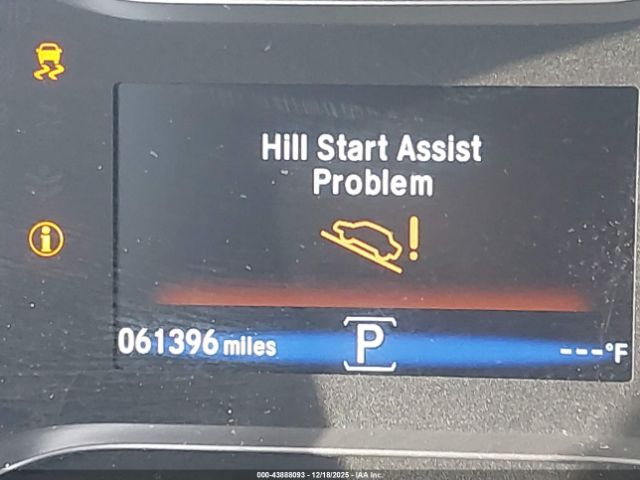 Hill Start Assist
Problem
!
i
061396 miles
P
---°F
000-43888093 - 12/18/2025 - IAA Inc.